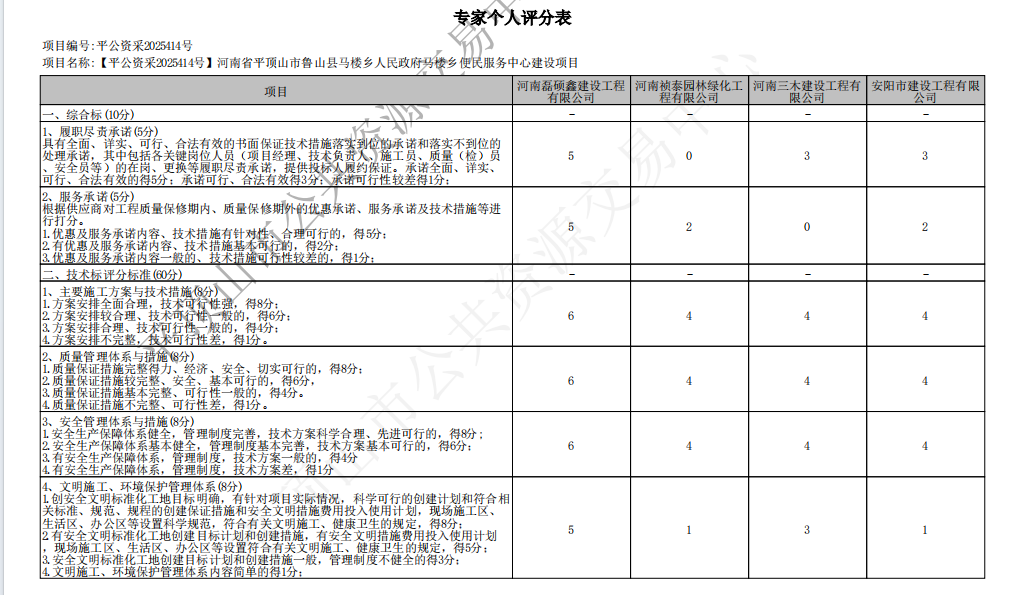 专家个人评分表
项目编号:平公资采2025414号
项目名称:【平公资采2025414号】河南省平顶山市鲁山县马楼乡人民政府马楼乡便民服务中心建设项目
项目 河南磊硕鑫建设工程有限公司 河南祯泰园林绿化工程有限公司 河南三木建设工程有限公司 安阳市建设工程有限公司
一、综合标(10分) - - - -
1、履职尽责承诺(5分)
具有全面、详实、可行、合法有效的书面保证技术措施落实到位的承诺和落实不到位的
处理承诺，其中包括各关键岗位人员（项目经理、技术负责人、施工员、质量（检）员
、安全员等）的在岗、更换等履职尽责承诺，提供投标人履约保证。承诺全面、详实、
可行、合法有效的得5分；承诺可行、合法有效得3分；承诺可行性较差得1分；
5 0 3 3
2、服务承诺(5分)
根据供应商对工程质量保修期内、质量保修期外的优惠承诺、服务承诺及技术措施等进
行打分。
1.优惠及服务承诺内容、技术措施有针对性、合理可行的，得5分；
2.有优惠及服务承诺内容、技术措施基本可行的，得2分；
3.优惠及服务承诺内容一般的、技术措施可行性较差的，得1分；
5 2 0 2
二、技术标评分标准(60分) - - - -
1、主要施工方案与技术措施(8分)
1.方案安排全面合理，技术可行性强，得8分；
2.方案安排较合理、技术可行性一般的，得6分；
3.方案安排合理、技术可行性一般的，得4分；
4.方案安排不完整，技术可行性差，得1分。
6 4 4 4
2、质量管理体系与措施(8分)
1.质量保证措施完整得力、经济、安全、切实可行的，得8分；
2.质量保证措施较完整、安全、基本可行的，得6分，
3.质量保证措施基本完整、可行性一般的，得4分。
4.质量保证措施不完整、可行性差，得1分。
6 4 4 4
3、安全管理体系与措施(8分)
1.安全生产保障体系健全，管理制度完善，技术方案科学合理、先进可行的，得8分；
2.安全生产保障体系基本健全，管理制度基本完善，技术方案基本可行的，得6分；
3.有安全生产保障体系，管理制度，技术方案一般的，得4分
4.有安全生产保障体系，管理制度，技术方案差，得1分
6 4 4 4
4、文明施工、环境保护管理体系(8分)
1.创安全文明标准化工地目标明确，有针对项目实际情况，科学可行的创建计划和符合相
关标准、规范、规程的创建保证措施和安全文明措施费用投入使用计划，现场施工区、
生活区、办公区等设置科学规范，符合有关文明施工、健康卫生的规定，得8分；
2.有安全文明标准化工地创建目标计划和创建措施，有安全文明措施费用投入使用计划
，现场施工区、生活区、办公区等设置符合有关文明施工、健康卫生的规定，得5分；
3.安全文明标准化工地创建目标计划和创建措施一般，管理制度不健全的得3分；
4.文明施工、环境保护管理体系内容简单的得1分；
5 1 3 1